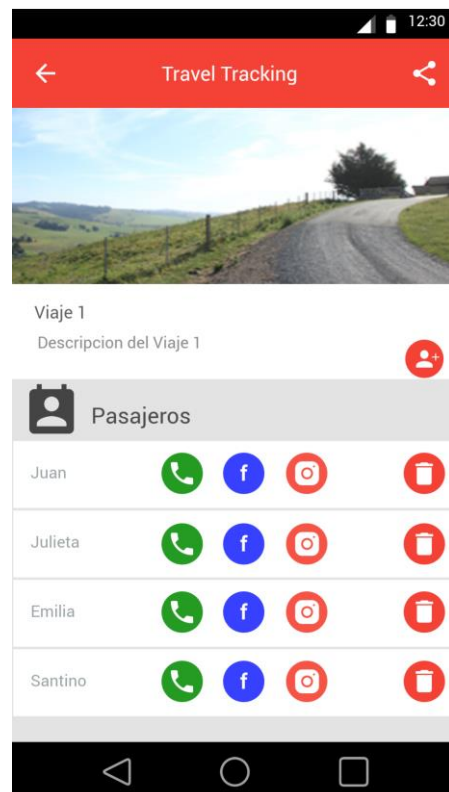 12:30
Travel Tracking
Viaje 1
Descripcion del Viaje 1
Pasajeros
Juan
f
Julieta
f
Emilia
f
Santino
f